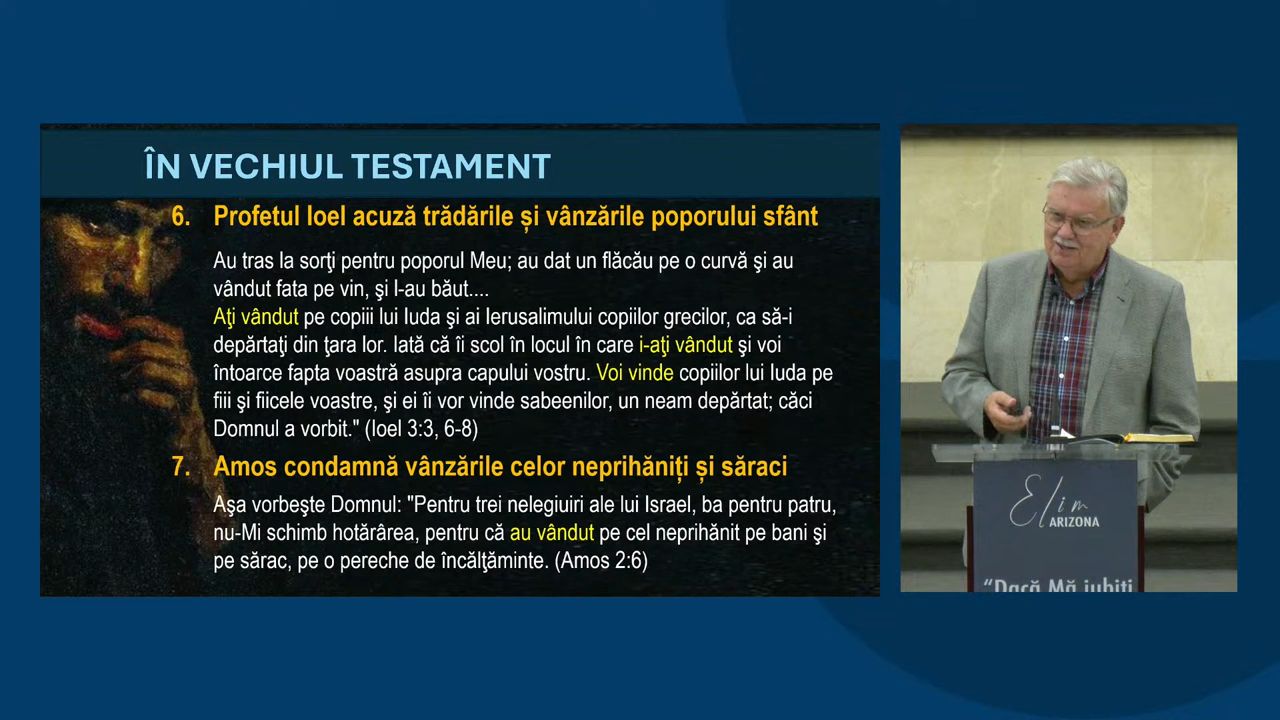 ÎN VECHIUL TESTAMENT
6. Profetul Ioel acuză trădările și vânzările poporului sfânt
Au tras la sorţi pentru poporul Meu; au dat un flăcău pe o curvă şi au
vândut fata pe vin, şi l-au băut....
Aţi vândut pe copiii lui Iuda şi ai Ierusalimului copiilor grecilor, ca să-i
depărtaţi din ţara lor. Iată că îi scol în locul în care i-aţi vândut şi voi
întoarce fapta voastră asupra capului vostru. Voi vinde copiilor lui Iuda pe
fiii şi fiicele voastre, şi ei îi vor vinde sabeenilor, un neam depărtat; căci
Domnul a vorbit." (Ioel 3:3, 6-8)
7. Amos condamnă vânzările celor neprihăniți și săraci
Aşa vorbeşte Domnul: "Pentru trei nelegiuiri ale lui Israel, ba pentru patru,
nu-Mi schimb hotărârea, pentru că au vândut pe cel neprihănit pe bani şi
pe sărac, pe o pereche de încălţăminte. (Amos 2:6)
Elim
ARIZONA
“Dacă Mă iubiți